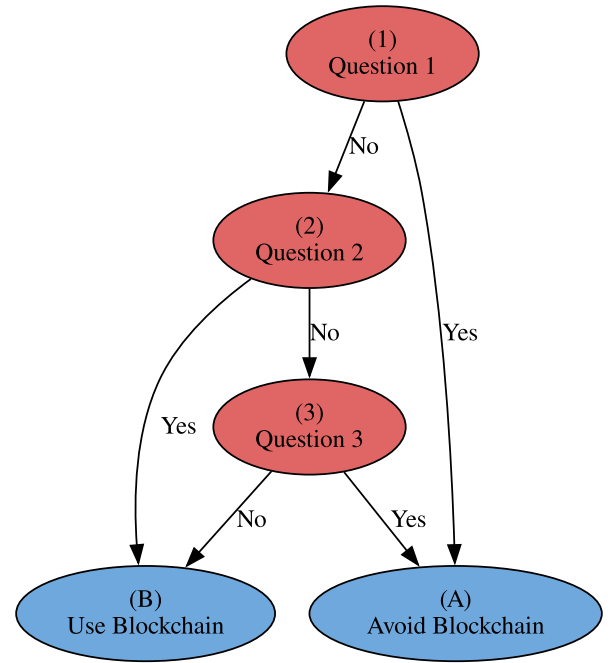 (1)
Question 1
No
(2)
Question 2
No
Yes
Yes
(3)
Question 3
No
Yes
(B)
Use Blockchain
(A)
Avoid Blockchain